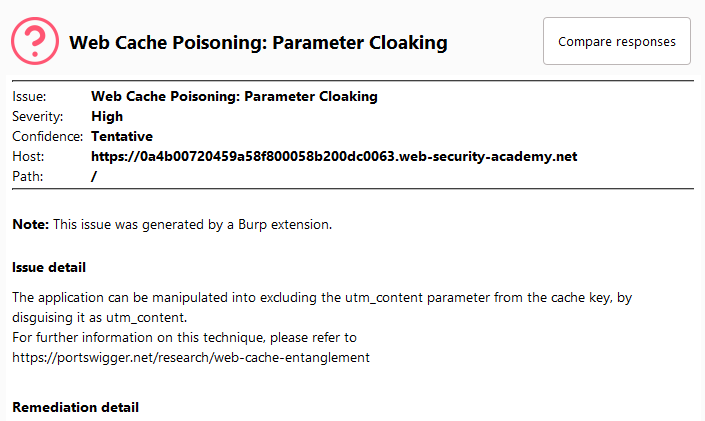 Web Cache Poisoning: Parameter Cloaking
Compare responses
Issue: Web Cache Poisoning: Parameter Cloaking
Severity: High
Confidence: Tentative
Host: https://0a4b00720459a58f800058b200dc0063.web-security-academy.net
Path: /
Note: This issue was generated by a Burp extension.
Issue detail
The application can be manipulated into excluding the utm_content parameter from the cache key, by
disguising it as utm_content.
For further information on this technique, please refer to
https://portswigger.net/research/web-cache-entanglement
Remediation detail